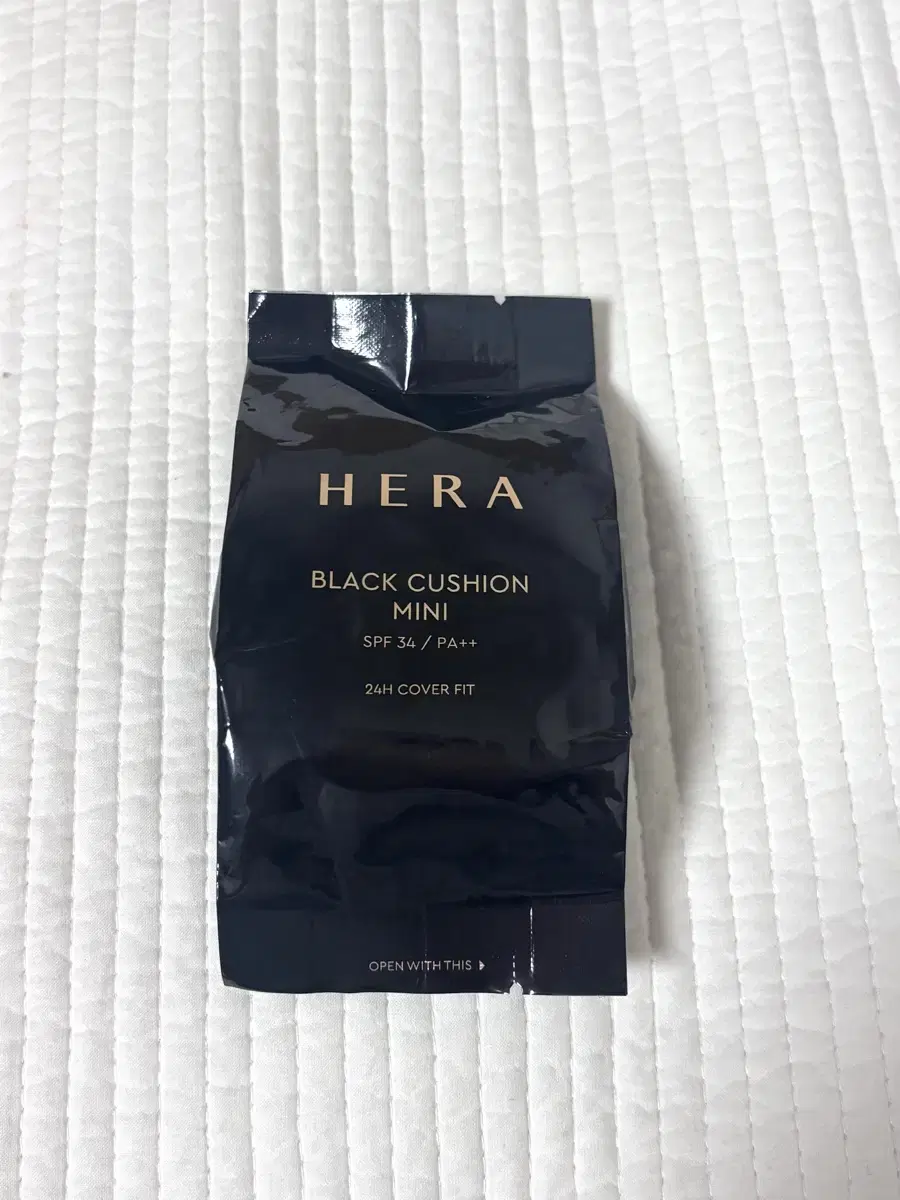 HERA
BLACK CUSHION
MINI
SPF 34 / PA++
24H COVER FIT
OPEN WITH THIS